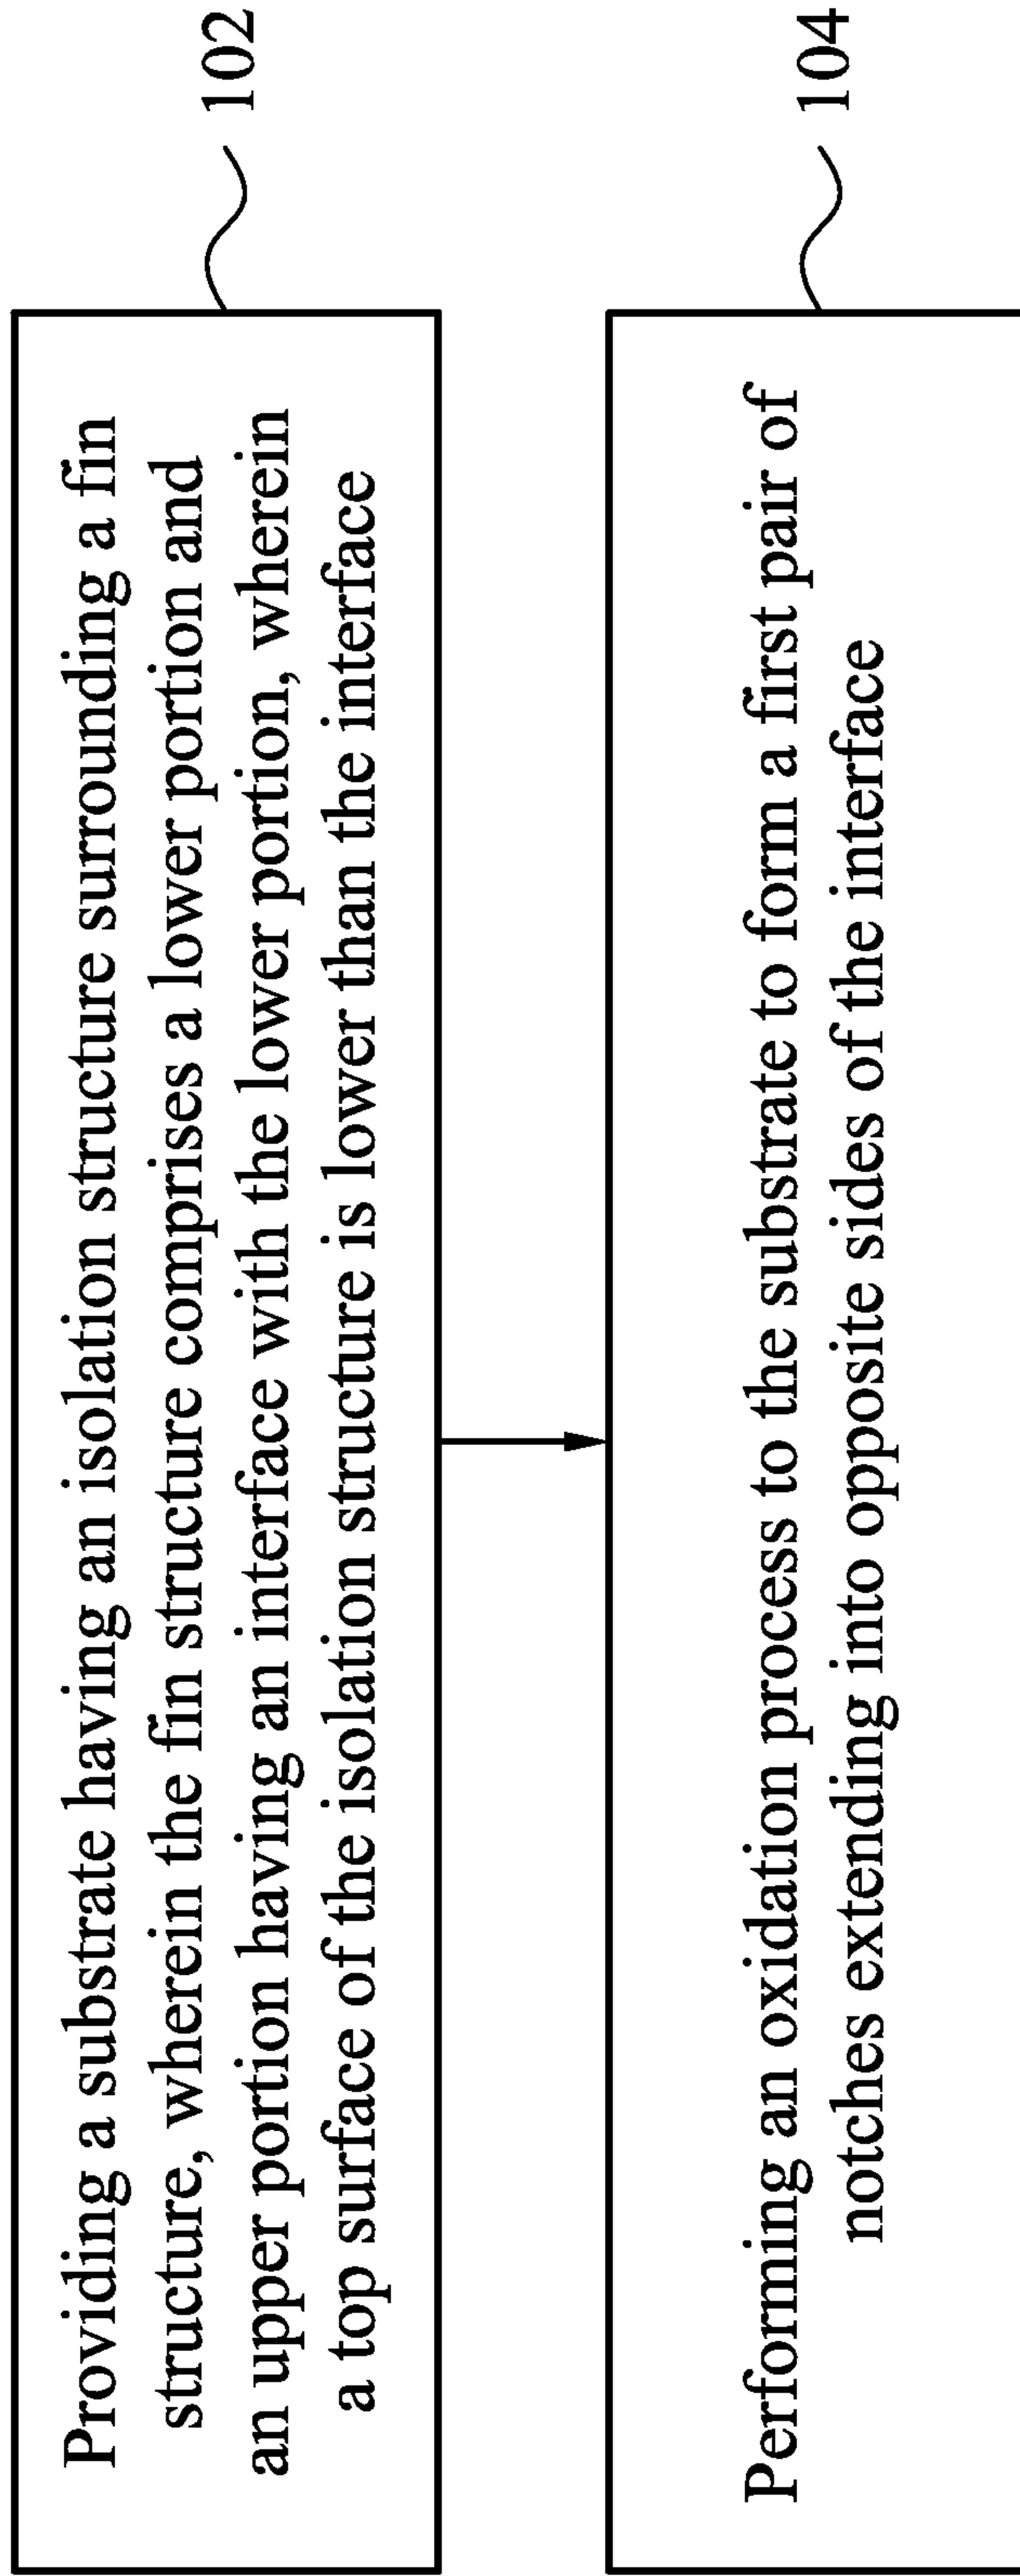 Providing a substrate having an isolation structure surrounding a fin
structure, wherein the fin structure comprises a lower portion and
an upper portion having an interface with the lower portion, wherein
a top surface of the isolation structure is lower than the interface
102
Performing an oxidation process to the substrate to form a first pair of
notches extending into opposite sides of the interface
104